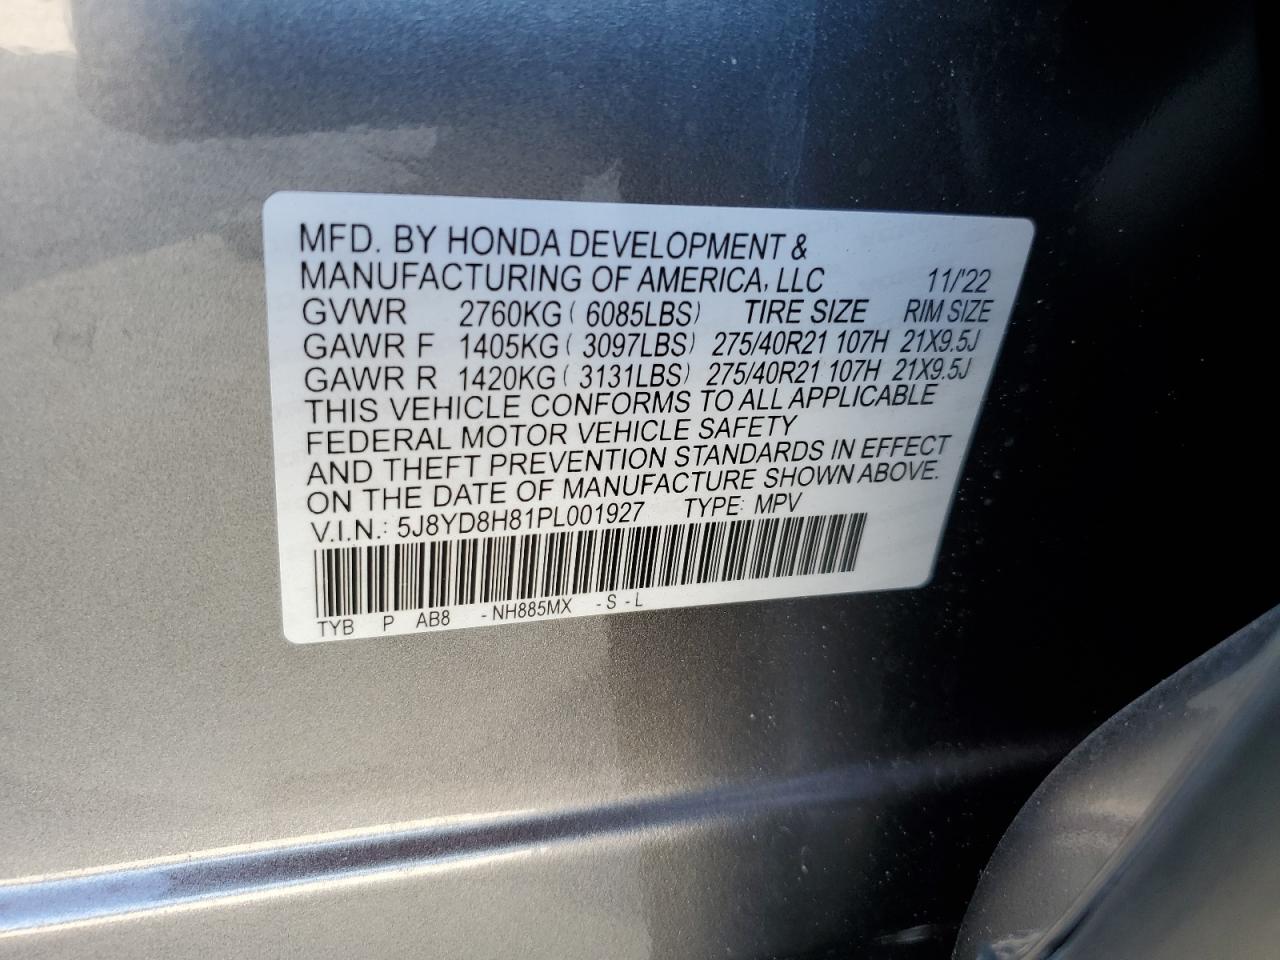 MFD. BY HONDA DEVELOPMENT &
MANUFACTURING OF AMERICA, LLC 11/'22
GVWR 2760KG ( 6085LBS) TIRE SIZE RIM SIZE
GAWR F 1405KG ( 3097LBS) 275/40R21 107H 21X9.5J
GAWR R 1420KG ( 3131LBS) 275/40R21 107H 21X9.5J
THIS VEHICLE CONFORMS TO ALL APPLICABLE
FEDERAL MOTOR VEHICLE SAFETY
AND THEFT PREVENTION STANDARDS IN EFFECT
ON THE DATE OF MANUFACTURE SHOWN ABOVE.
V.I.N.: 5J8YD8H81PL001927 TYPE: MPV
TYB P AB8 -NH885MX -S -L